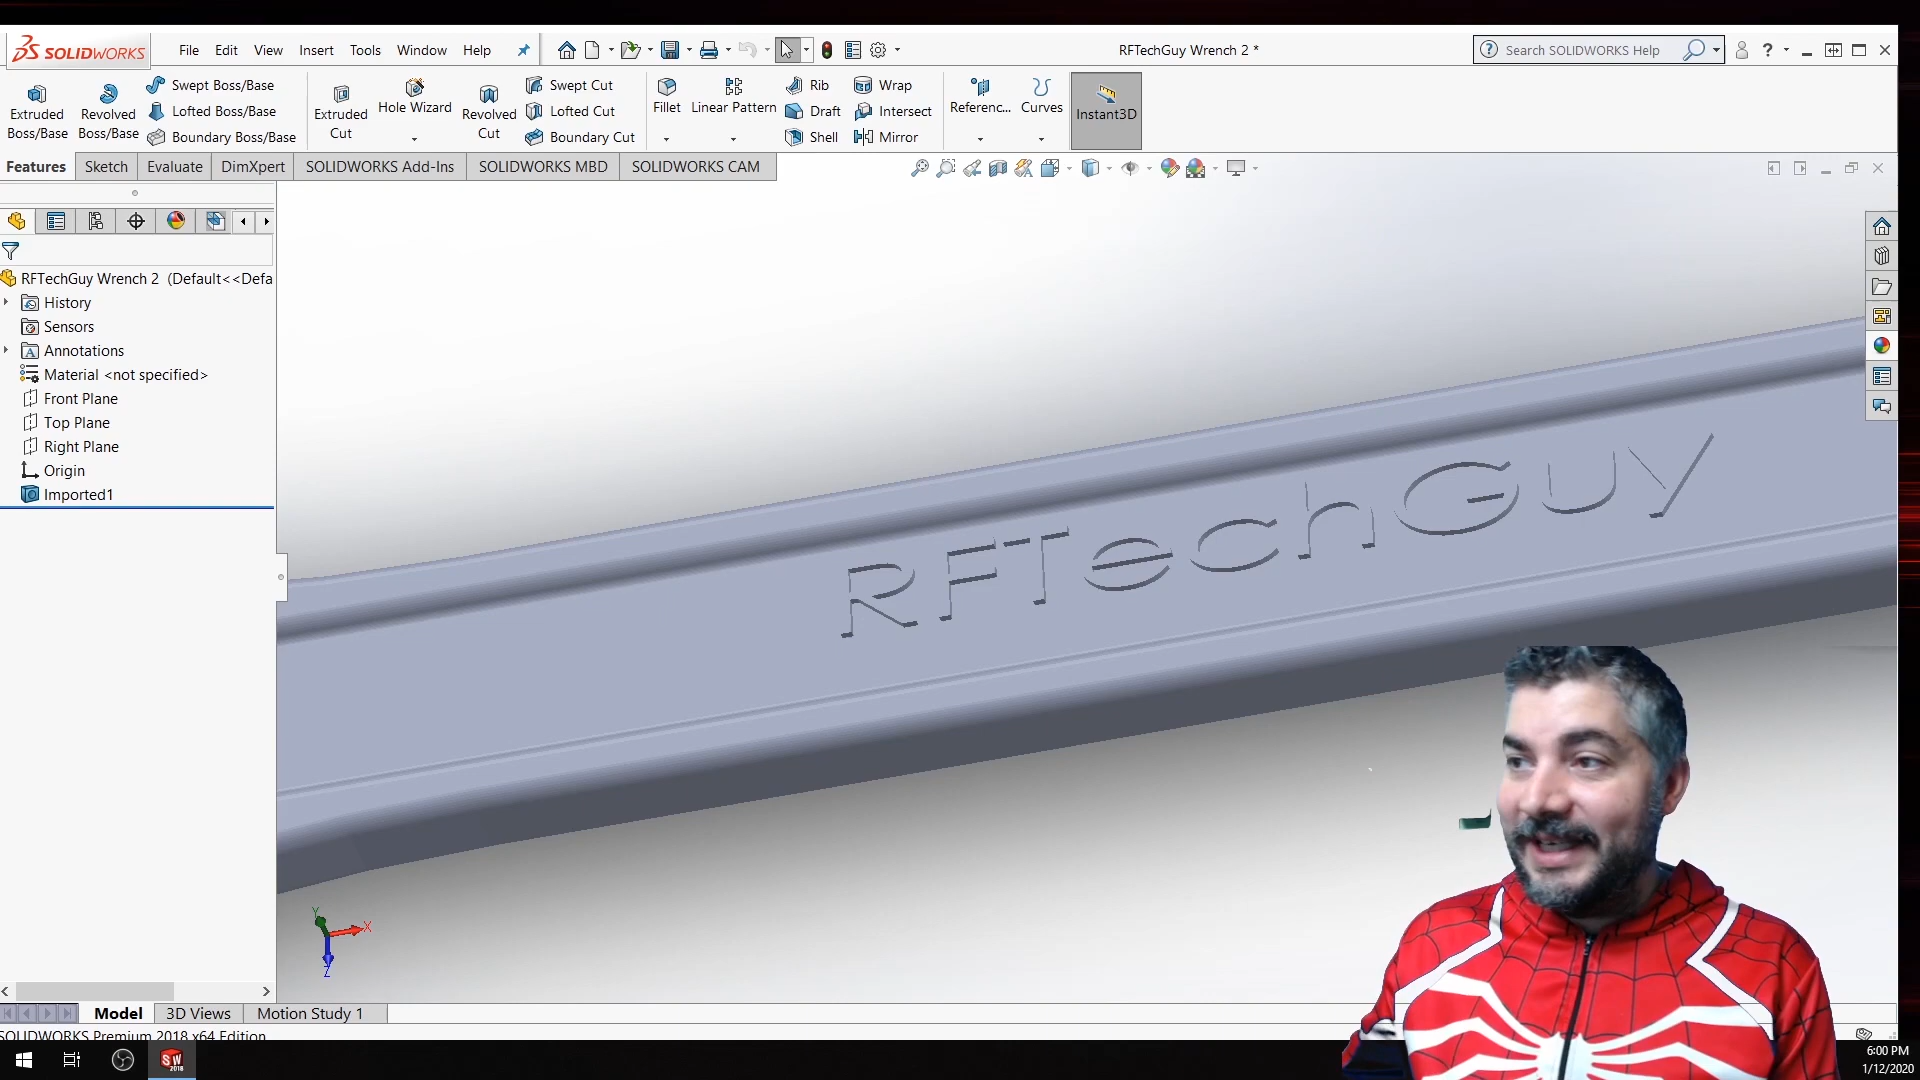 SOLIDWORKS File Edit View Insert Tools Window Help RFTechGuy Wrench 2 * Search SOLIDWORKS Help ?
Extruded Boss/Base
Revolved Boss/Base
Swept Boss/Base
Lofted Boss/Base
Boundary Boss/Base
Extruded Cut
Hole Wizard
Revolved Cut
Swept Cut
Lofted Cut
Boundary Cut
Fillet
Linear Pattern
Rib
Draft
Shell
Wrap
Intersect
Mirror
Referenc...
Curves
Instant3D
Features Sketch Evaluate DimXpert SOLIDWORKS Add-Ins SOLIDWORKS MBD SOLIDWORKS CAM
RFTechGuy Wrench 2 (Default<<Defa
History
Sensors
Annotations
Material <not specified>
Front Plane
Top Plane
Right Plane
Origin
Imported1
RFTechGuy
Y
X
Z
Model 3D Views Motion Study 1
SOLIDWORKS Premium 2018 x64 Edition
SW 2018
6:00 PM
1/12/2020